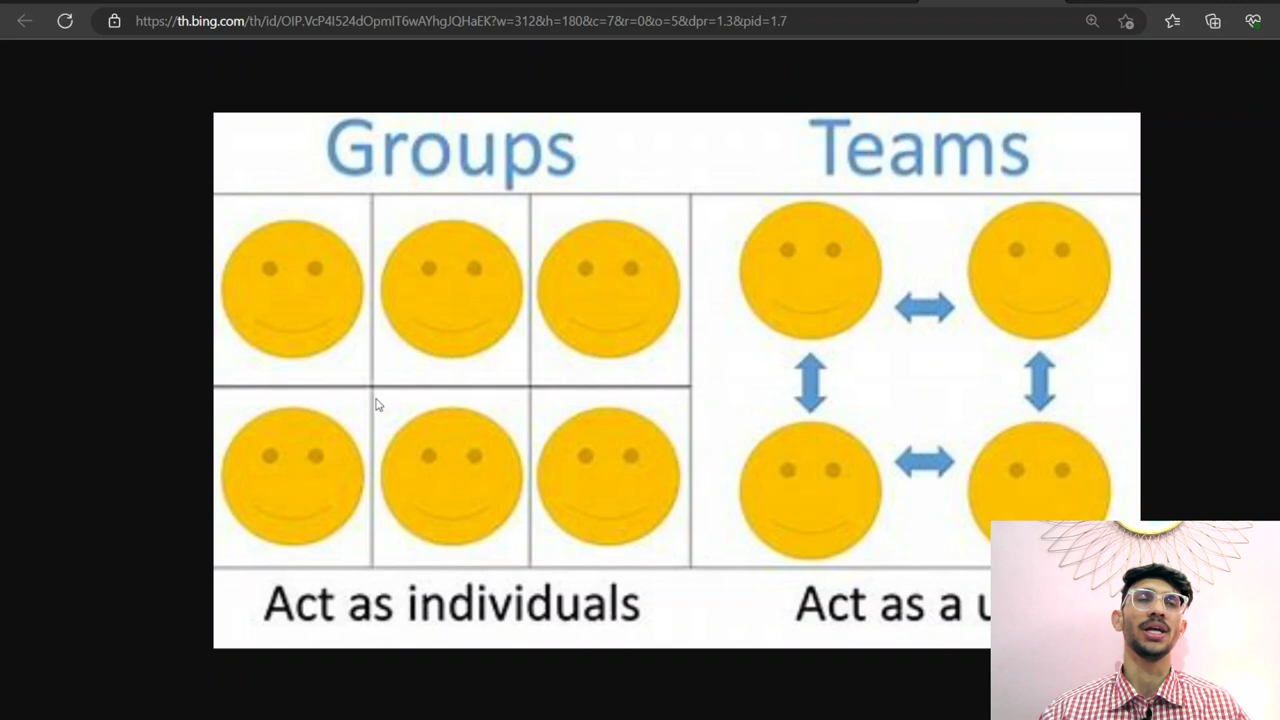 https://th.bing.com/th/id/OIP.VcP4I524dOpmIT6wAYhgJQHaEK?w=312&h=180&c=7&r=0&o=5&dpr=1.3&pid=1.7
Groups
Teams
Act as individuals
Act as a